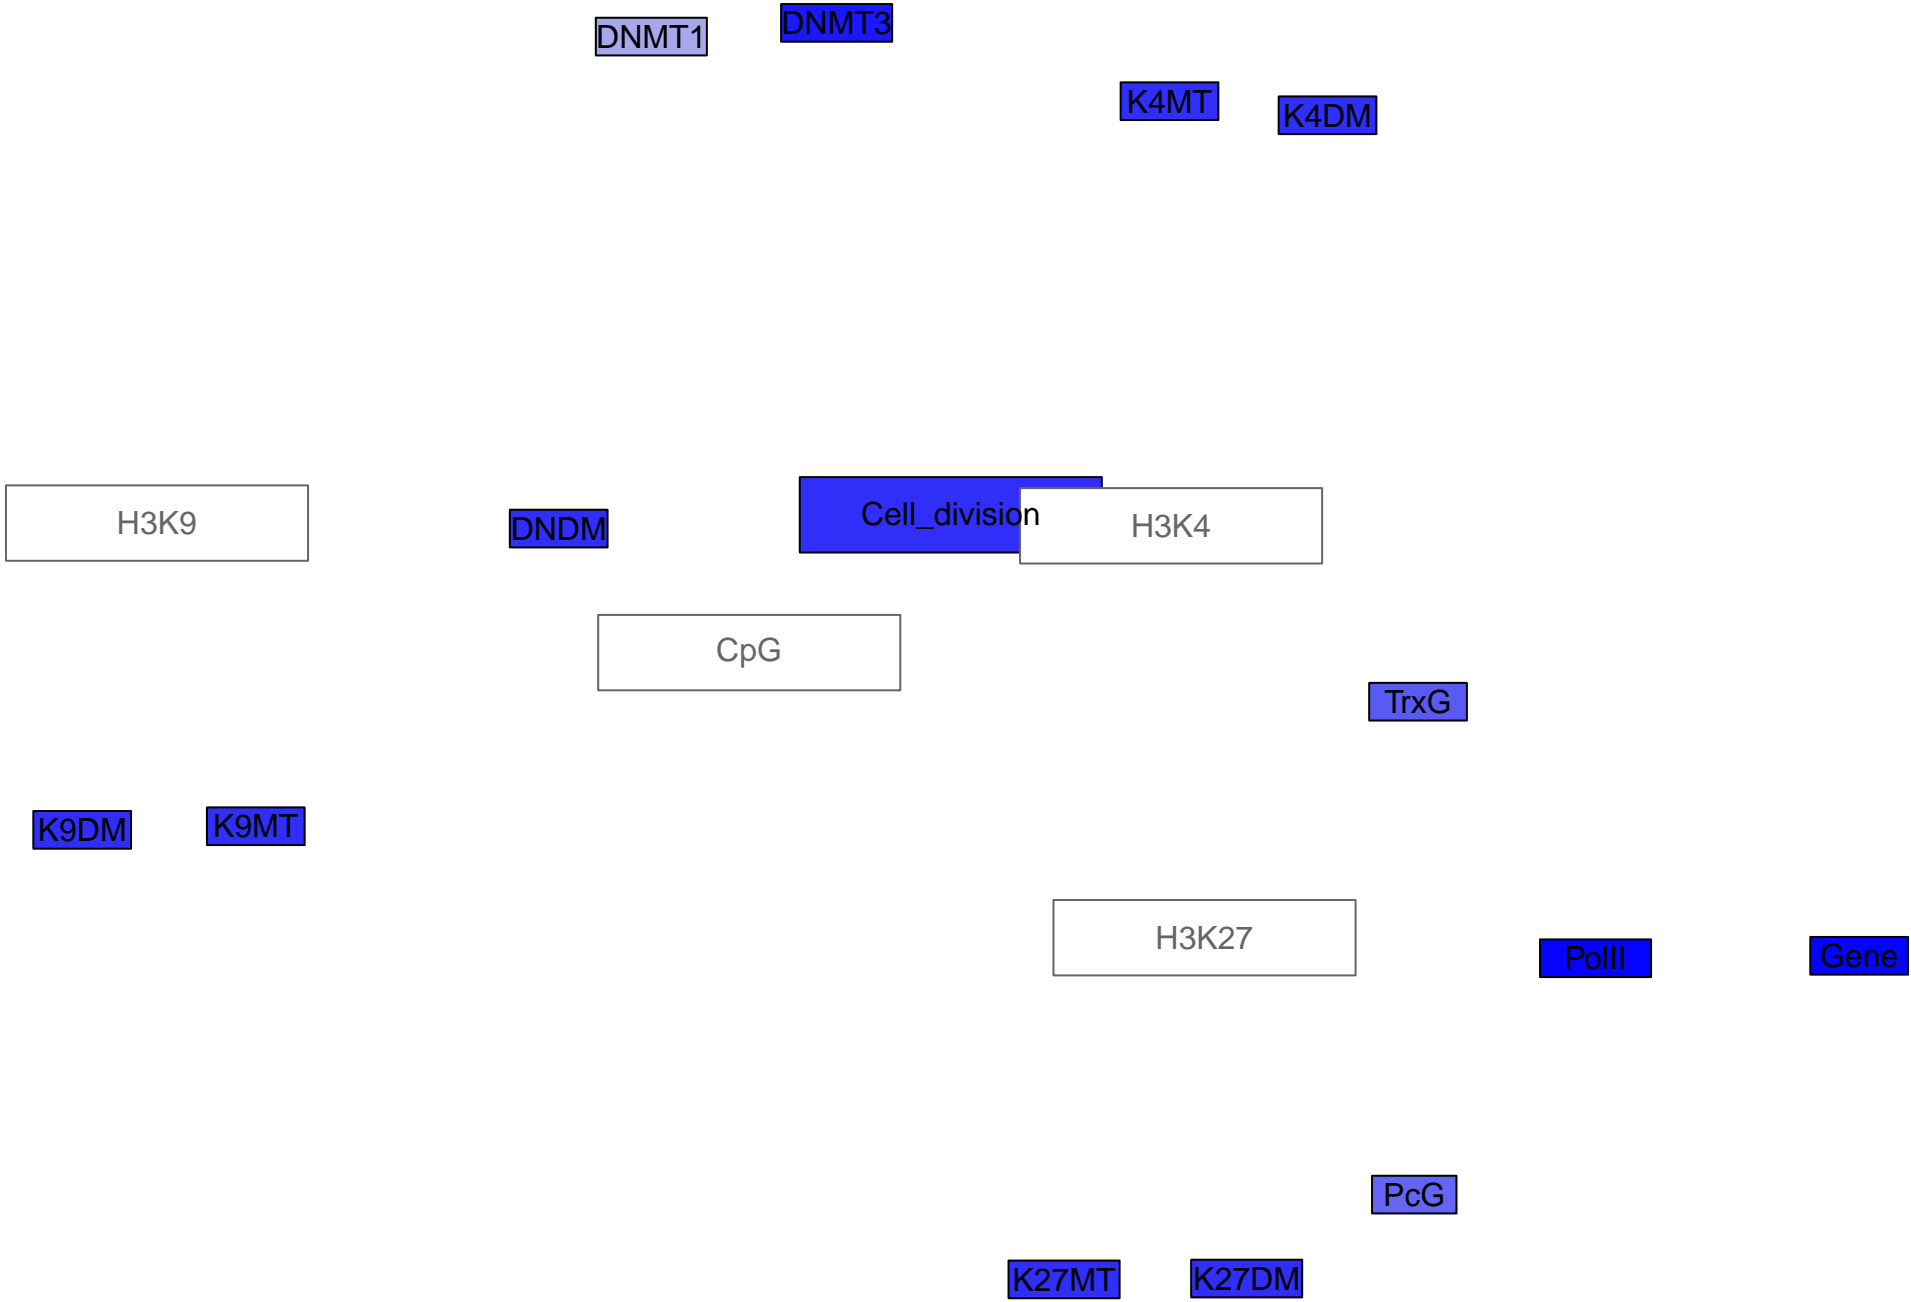 DNMT1
DNMT3
K4MT
K4DM
H3K9
DNDM
Cell_division
H3K4
CpG
TrxG
K9DM
K9MT
H3K27
PolII
Gene
PcG
K27MT
K27DM